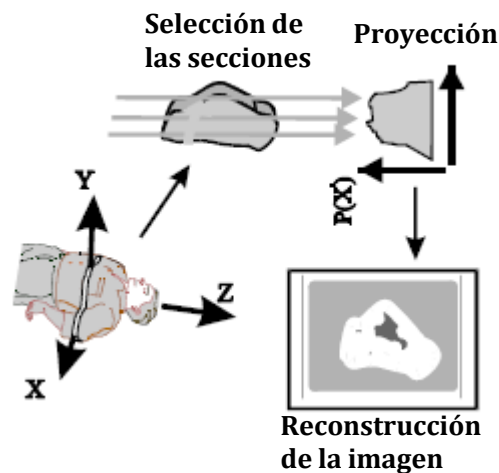 Selección de
las secciones
Proyección
P(X)
Y
Z
X
Reconstrucción
de la imagen